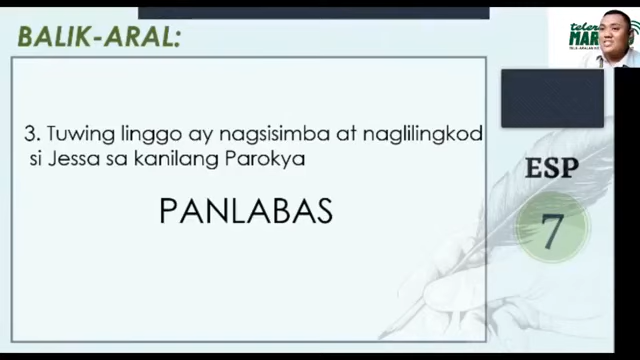 BALIK-ARAL:
3. Tuwing linggo ay nagsisimba at naglilingkod
si Jessa sa kanilang Parokya
PANLABAS
ESP
7